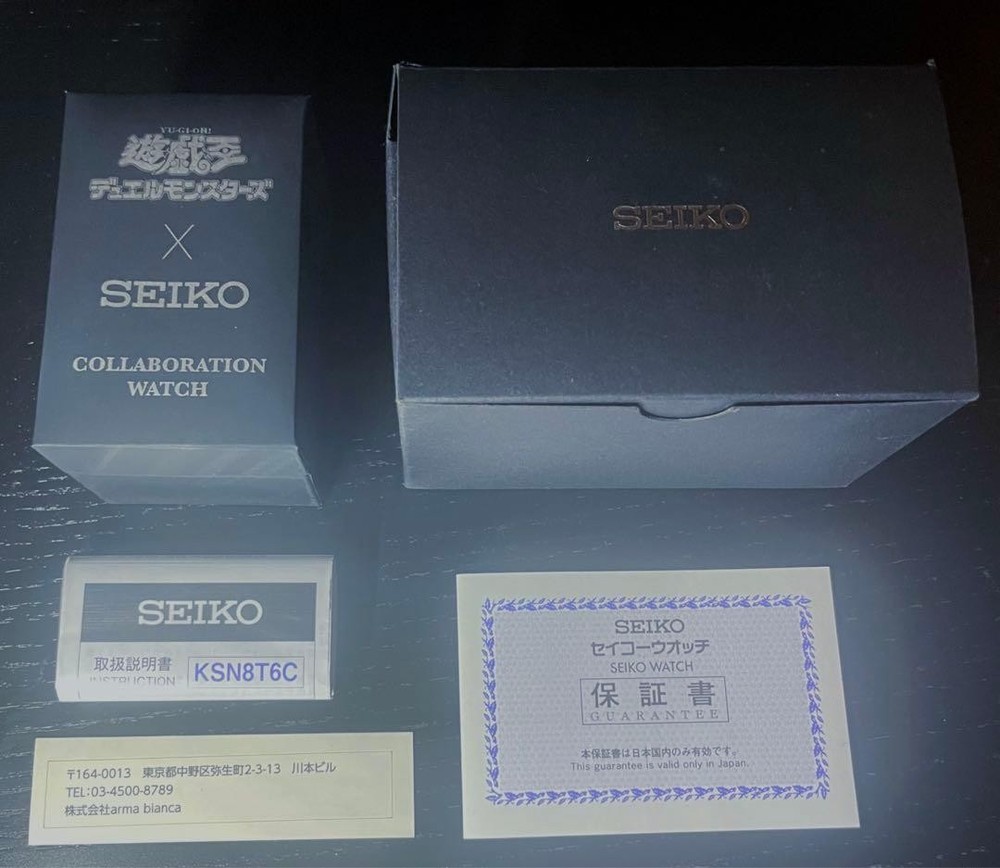 YU-GI-OH!
遊戯王
デュエルモンスターズ
X
SEIKO
COLLABORATION
WATCH
SEIKO
SEIKO
取扱説明書
INSTRUCTION
KSN8T6C
〒164-0013 東京都中野区弥生町2-3-13 川本ビル
TEL:03-4500-8789
株式会社arma bianca
SEIKO
セイコーウオッチ
SEIKO WATCH
保証書
GUARANTEE
本保証書は日本国内のみ有効です。
This guarantee is valid only in Japan.